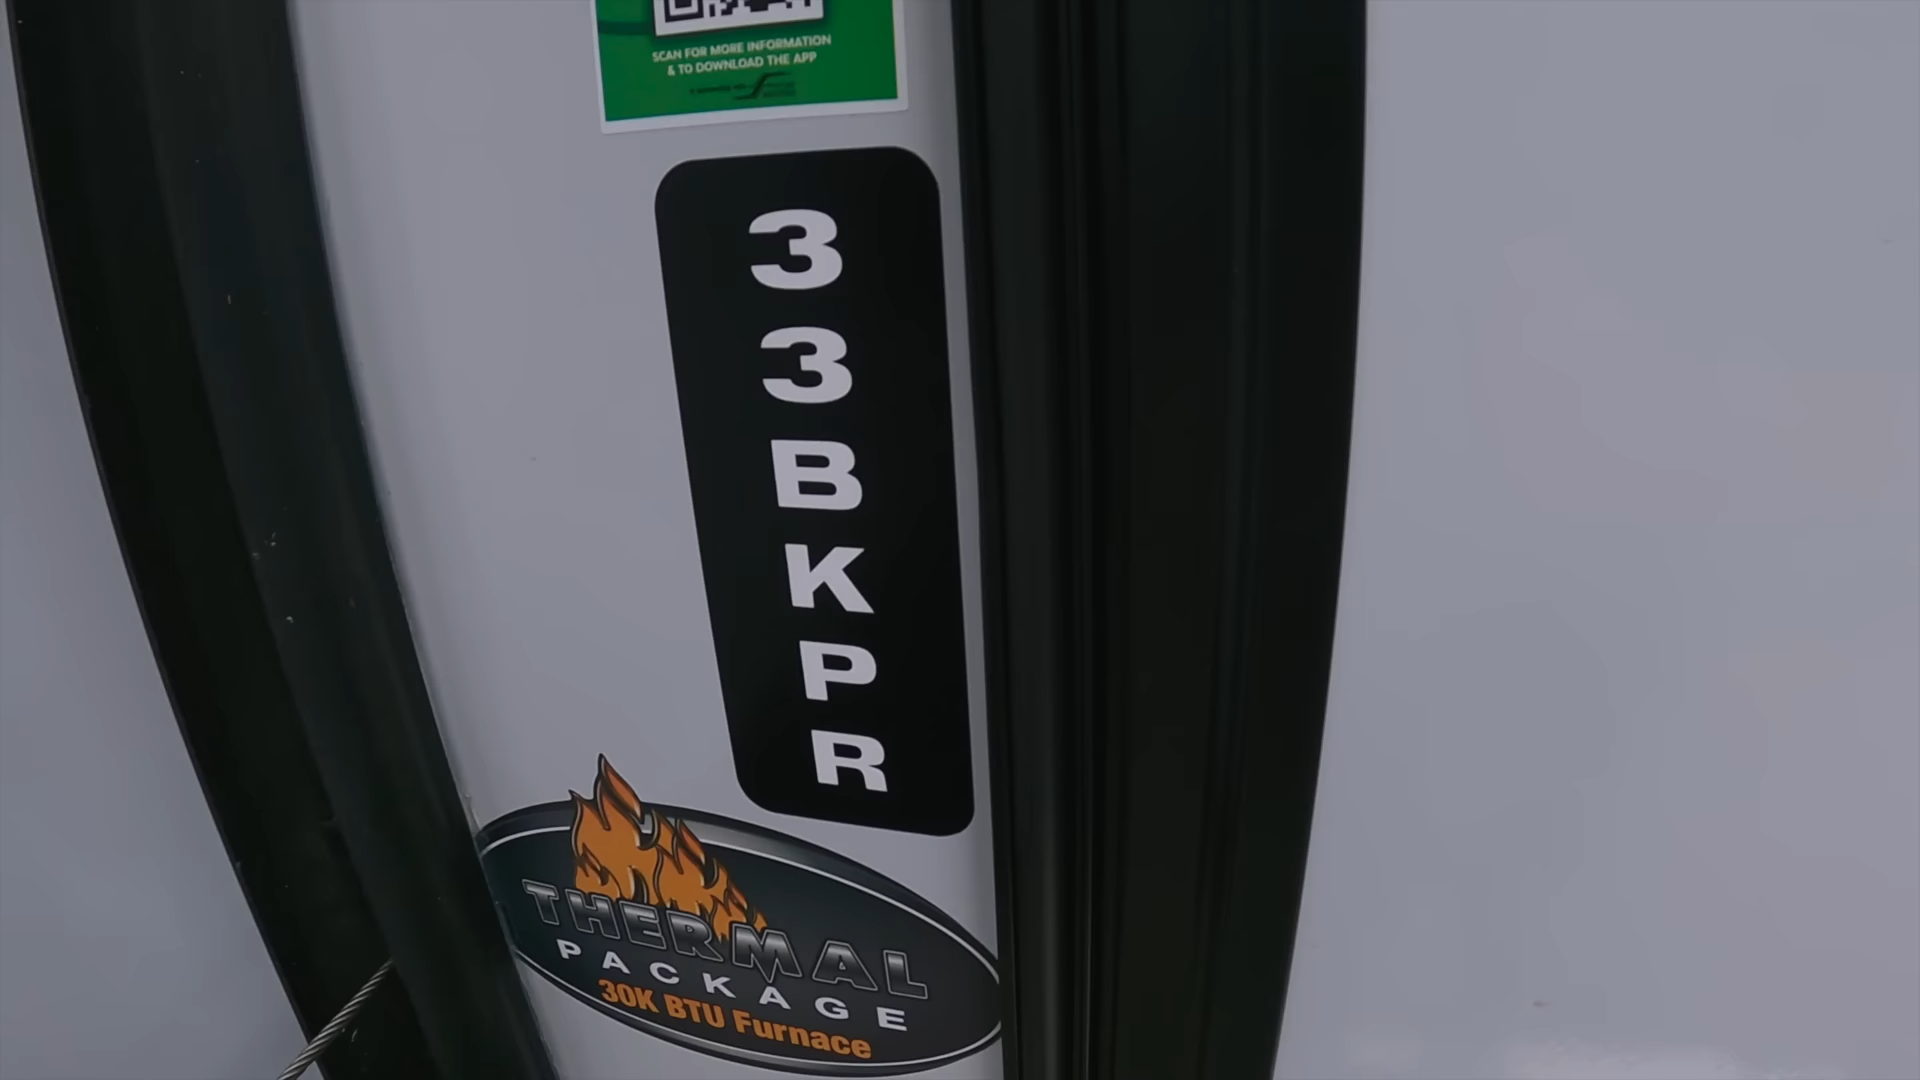 SCAN FOR MORE INFORMATION
& TO DOWNLOAD THE APP
33BKPR
THERMAL
PACKAGE
30K BTU Furnace